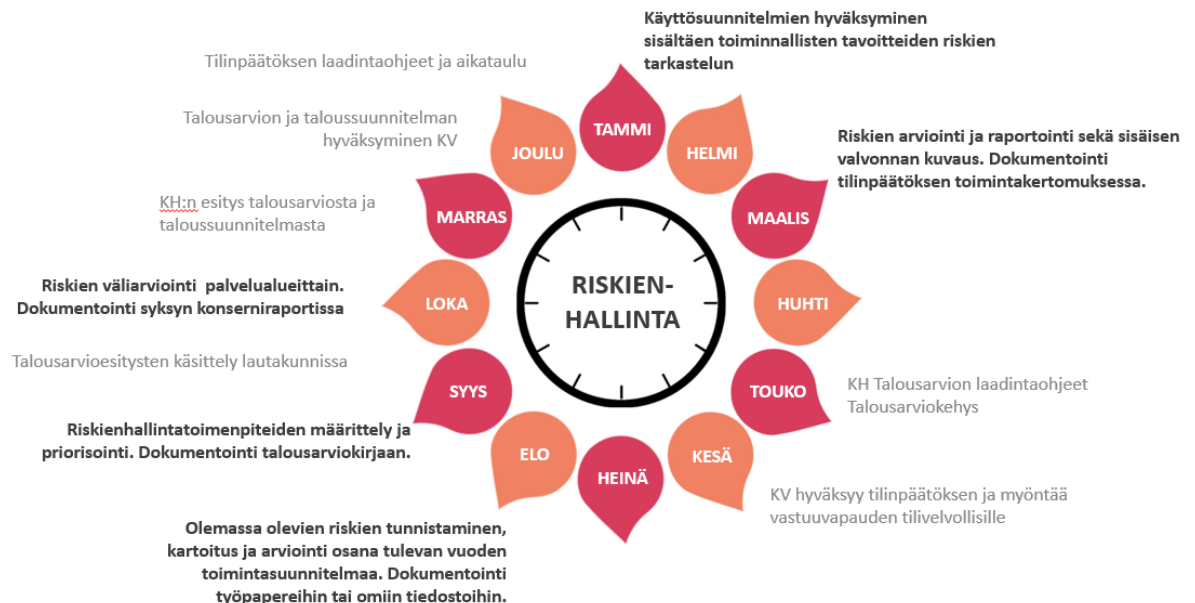 Käyttösuunnitelmien hyväksyminen
sisältäen toiminnallisten tavoitteiden riskien
tarkastelun
Tilinpäätöksen laadintaohjeet ja aikataulu
Talousarvion ja taloussuunnitelman
hyväksyminen KV
TAMMI
JOULU
HELMI
Riskien arviointi ja raportointi sekä sisäisen
valvonnan kuvaus. Dokumentointi
tilinpäätöksen toimintakertomuksessa.
KH:n esitys talousarviosta ja
taloussuunnitelmasta
MARRAS
MAALIS
Riskien väliarviointi palvelualueittain.
Dokumentointi syksyn konserniraportissa
LOKA
RISKIEN-
HALLINTA
HUHTI
Talousarvioesitysten käsittely lautakunnissa
SYYS
TOUKO
KH Talousarvion laadintaohjeet
Talousarviokehys
Riskienhallintatoimenpiteiden määrittely ja
priorisointi. Dokumentointi talousarviokirjaan.
ELO
HEINÄ
KESÄ
KV hyväksyy tilinpäätöksen ja myöntää
vastuuvapauden tilivelvollisille
Olemassa olevien riskien tunnistaminen,
kartoitus ja arviointi osana tulevan vuoden
toimintasuunnitelmaa. Dokumentointi
työpapereihin tai omiin tiedostoihin.